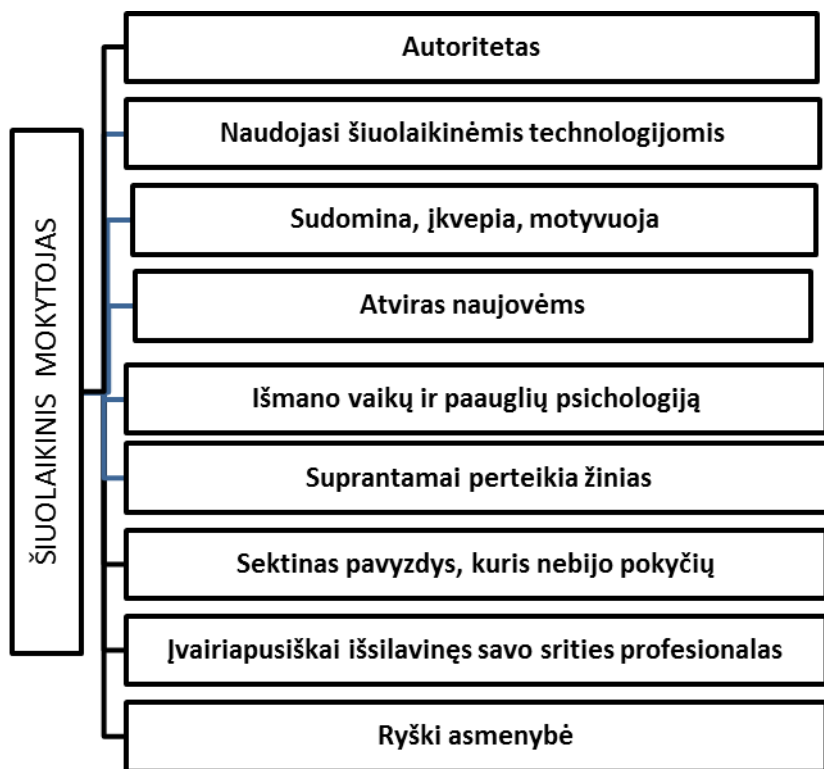 ŠIUOLAIKINIS MOKYTOJAS
Autoritetas
Naudojasi šiuolaikinėmis technologijomis
Sudomina, įkvepia, motyvuoja
Atviras naujovėms
Išmano vaikų ir paauglių psichologiją
Suprantamai perteikia žinias
Sektinas pavyzdys, kuris nebijo pokyčių
Įvairiapusiškai išsilavinęs savo srities profesionalas
Ryški asmenybė